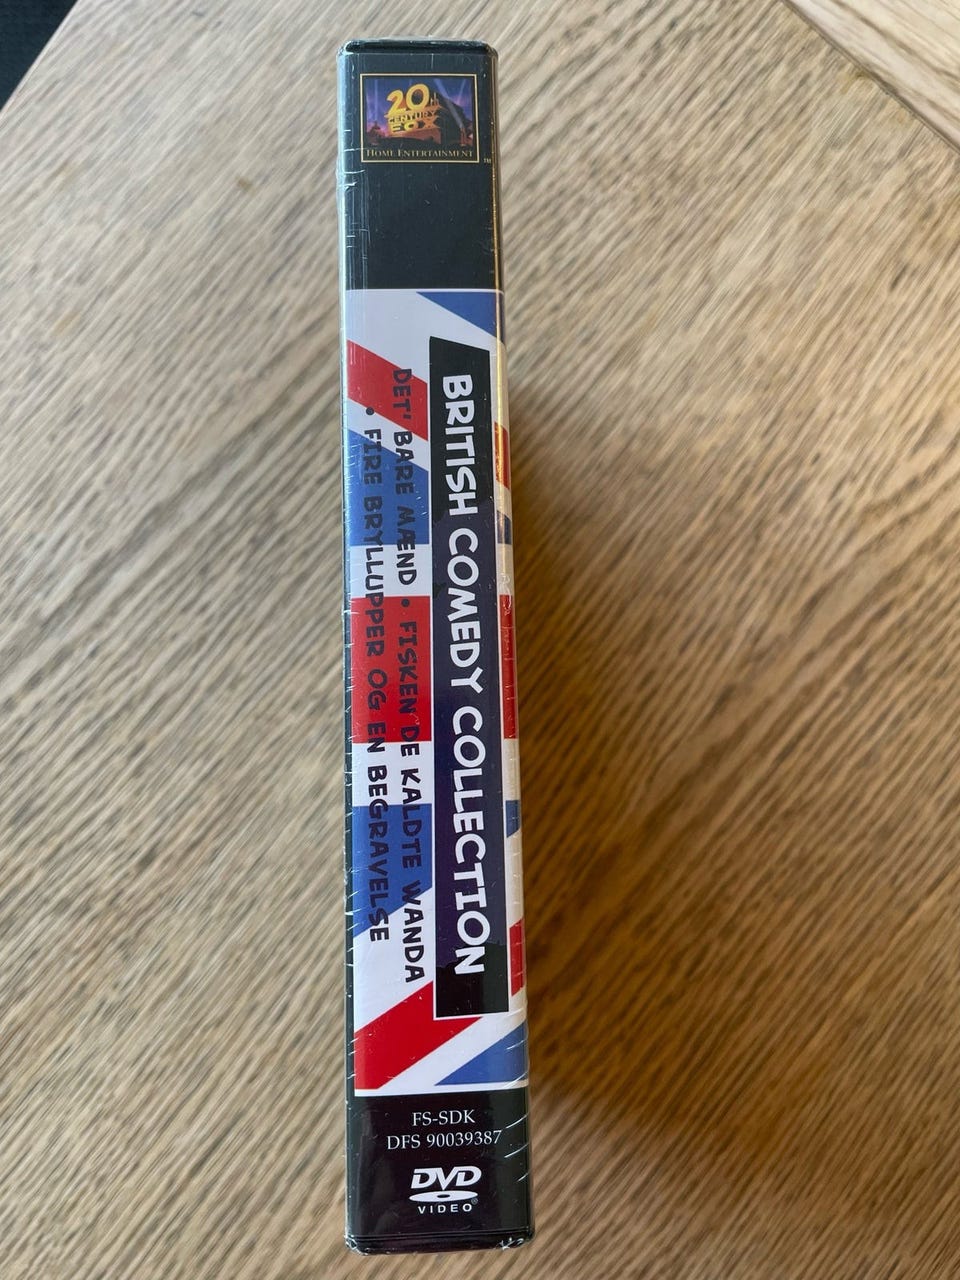 20th
CENTURY
FOX
HOME ENTERTAINMENT
TM
BRITISH COMEDY COLLECTION
DET' BARE MÆND • FISKEN DE KALDTE WANDA
• FIRE BRYLLUPPER OG EN BEGRAVELSE
FS-SDK
DFS 90039387
DVD
VIDEO®